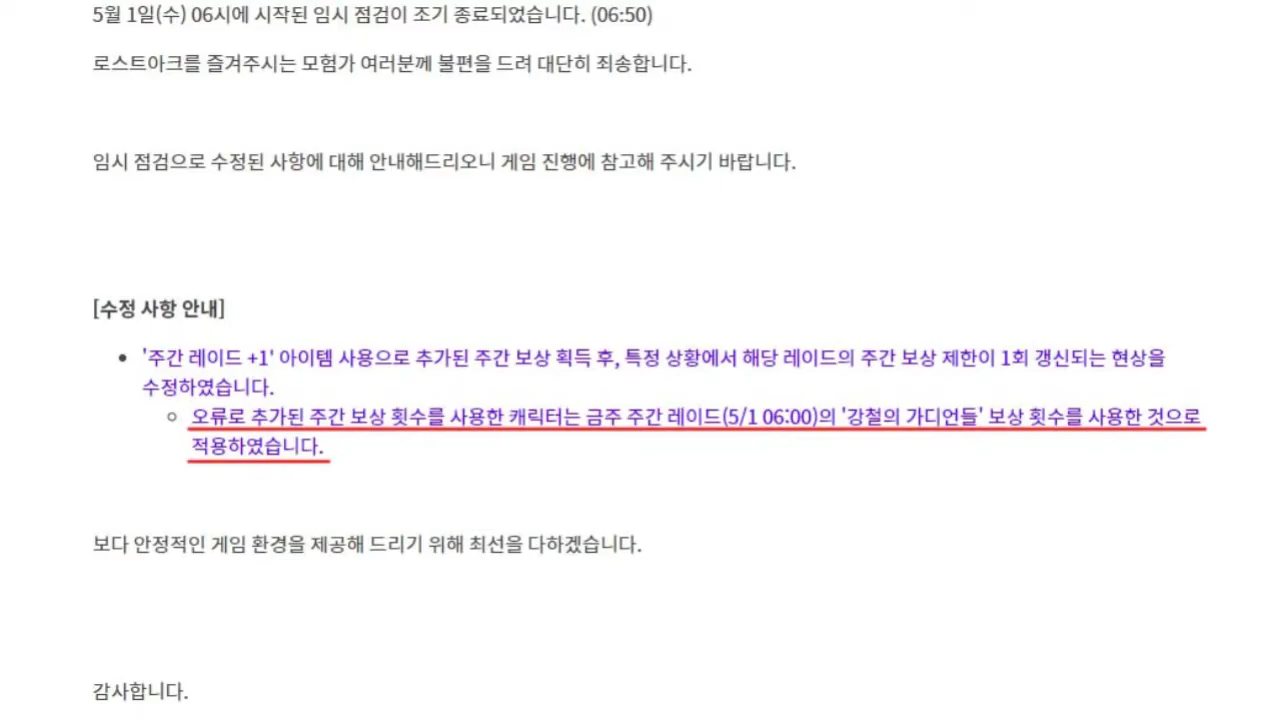 5월 1일(수) 06시에 시작된 임시 점검이 조기 종료되었습니다. (06:50)
로스트아크를 즐겨주시는 모험가 여러분께 불편을 드려 대단히 죄송합니다.
임시 점검으로 수정된 사항에 대해 안내해드리오니 게임 진행에 참고해 주시기 바랍니다.
[수정 사항 안내]
'주간 레이드 +1' 아이템 사용으로 추가된 주간 보상 획득 후, 특정 상황에서 해당 레이드의 주간 보상 제한이 1회 갱신되는 현상을
수정하였습니다.
오류로 추가된 주간 보상 횟수를 사용한 캐릭터는 금주 주간 레이드(5/1 06:00)의 '강철의 가디언들' 보상 횟수를 사용한 것으로
적용하였습니다.
보다 안정적인 게임 환경을 제공해 드리기 위해 최선을 다하겠습니다.
감사합니다.